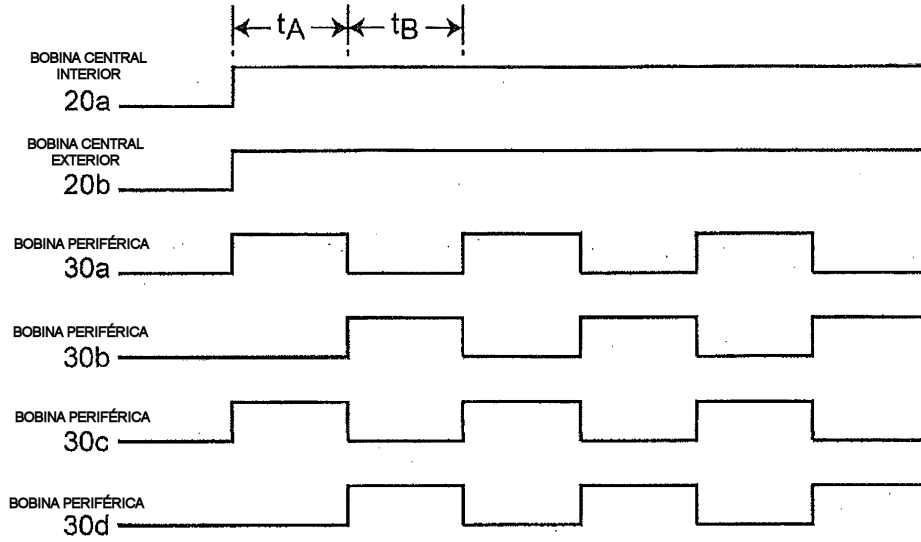 tA tB
BOBINA CENTRAL
INTERIOR
20a
BOBINA CENTRAL
EXTERIOR
20b
BOBINA PERIFÉRICA
30a
BOBINA PERIFÉRICA
30b
BOBINA PERIFÉRICA
30c
BOBINA PERIFÉRICA
30d